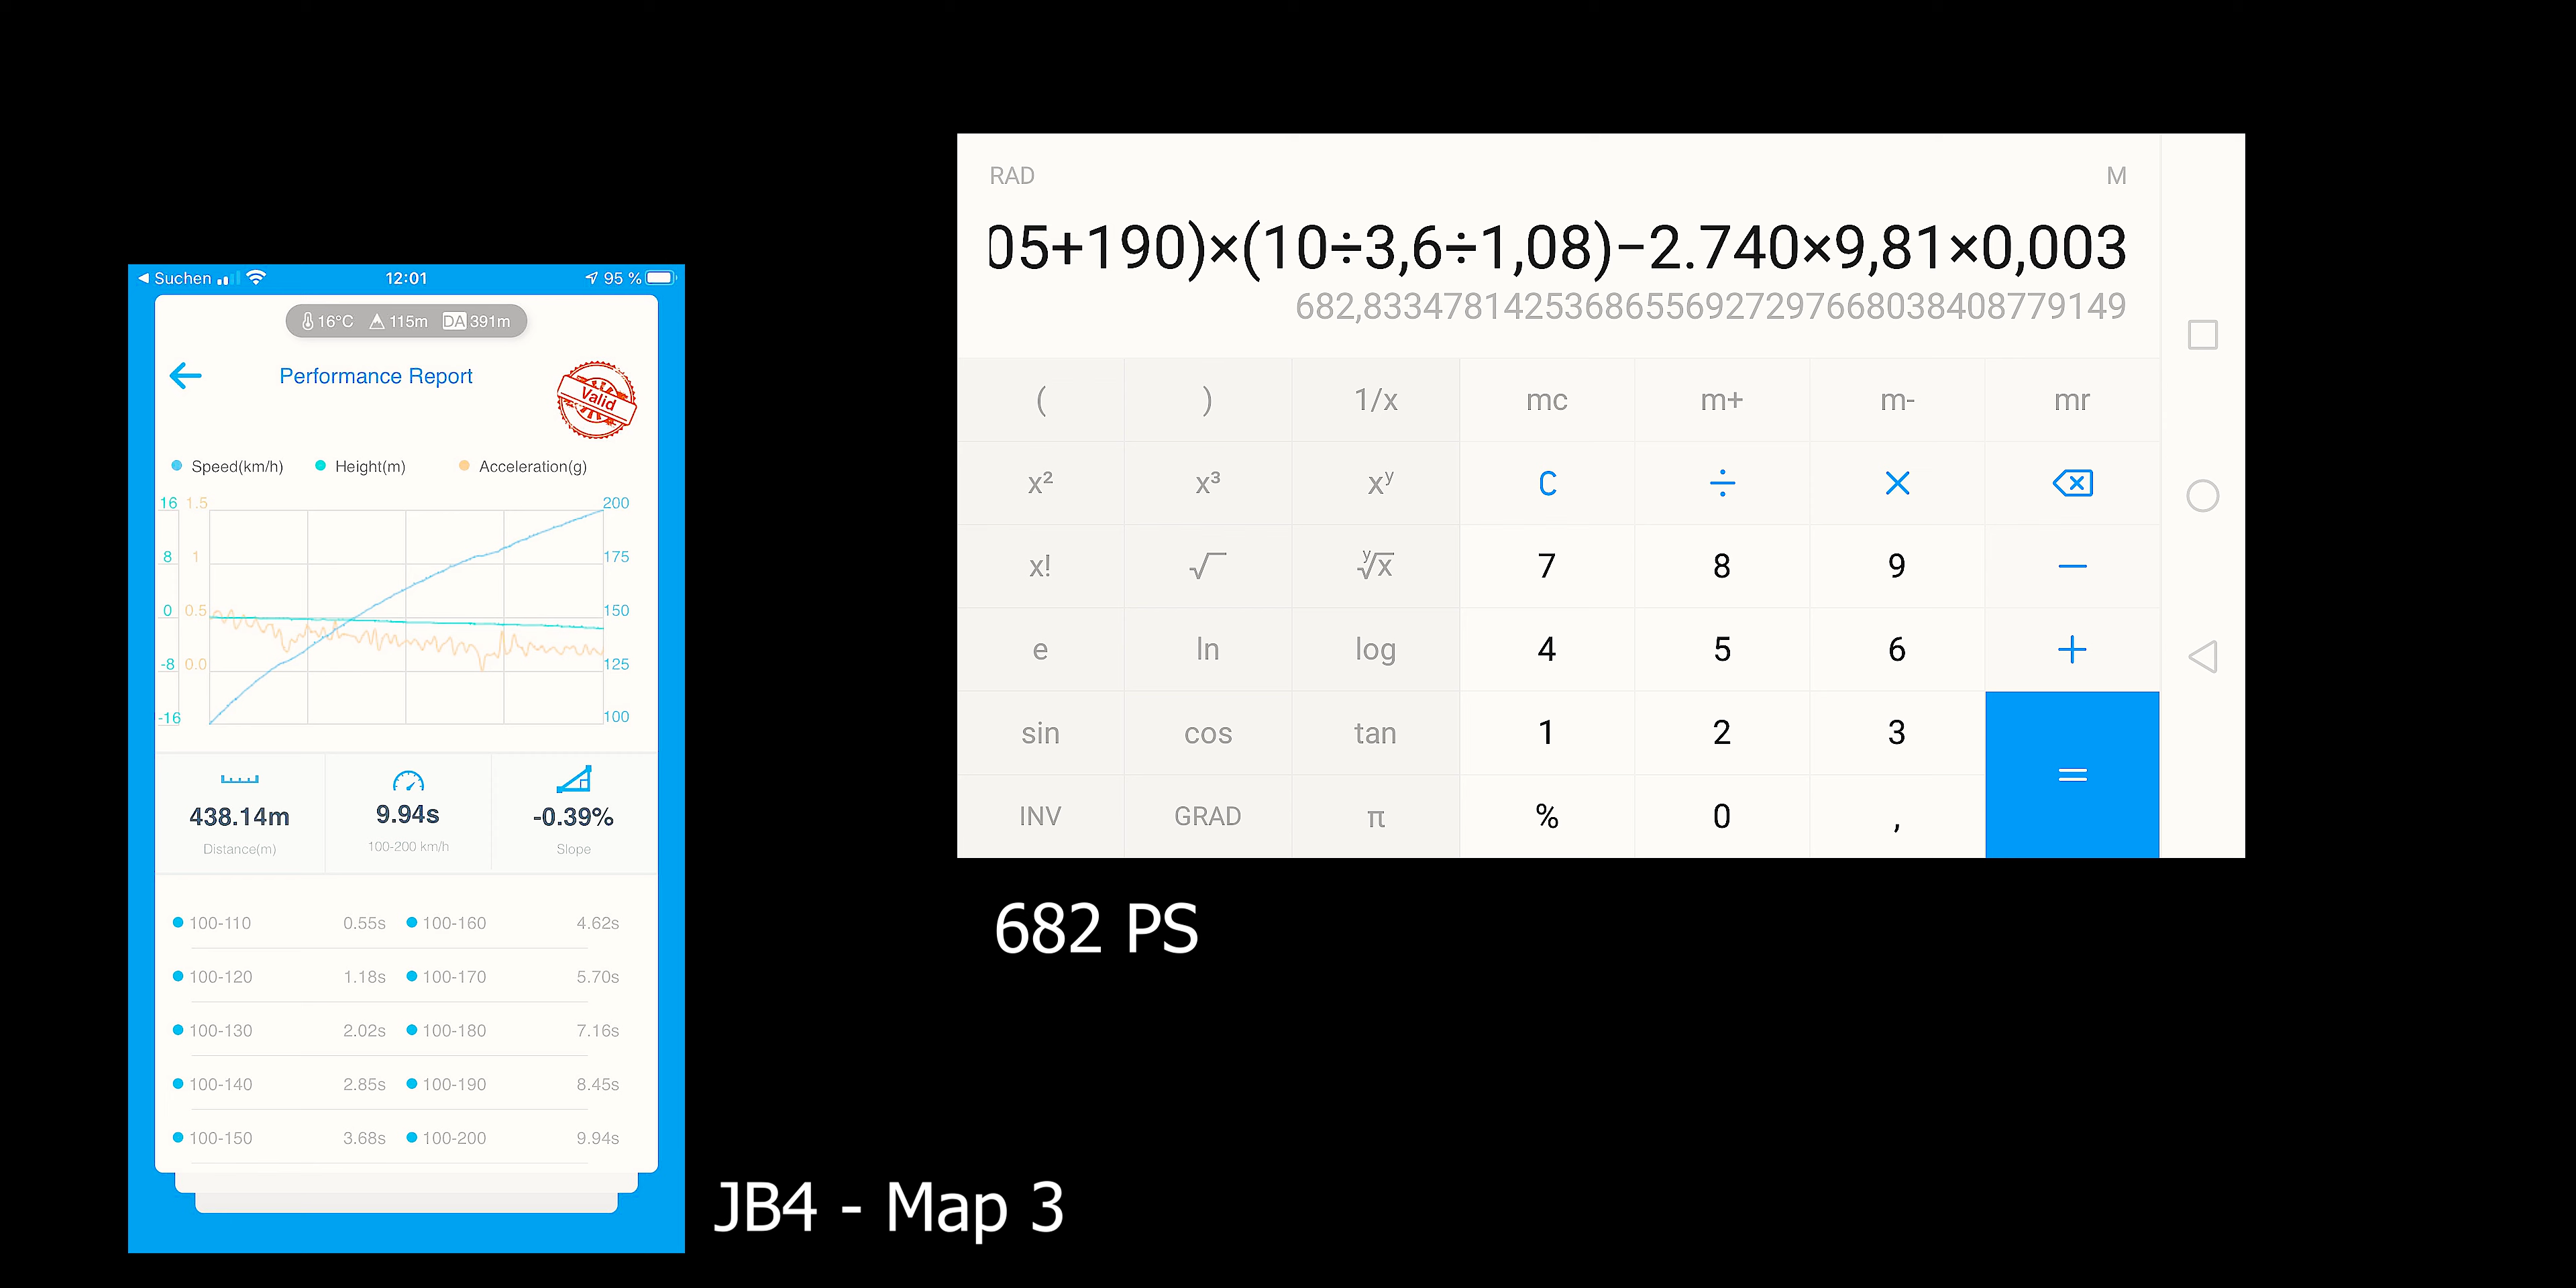 ◀ Suchen 12:01 95 %
16°C 115m DA 391m
Performance Report
Valid
Speed(km/h) Height(m) Acceleration(g)
16 1.5 200
8 1 175
0 0.5 150
-8 0.0 125
-16 100
438.14m 9.94s -0.39%
Distance(m) 100-200 km/h Slope
100-110 0.55s 100-160 4.62s
100-120 1.18s 100-170 5.70s
100-130 2.02s 100-180 7.16s
100-140 2.85s 100-190 8.45s
100-150 3.68s 100-200 9.94s
JB4 - Map 3
RAD M
05+190)×(10÷3,6÷1,08)−2.740×9,81×0,003
682,83347814253686556927297668038408779149
( ) 1/x mc m+ m- mr
x² x³ xʸ C ÷ ×
x! √ ʸ√x 7 8 9 −
e ln log 4 5 6 +
sin cos tan 1 2 3
INV GRAD π % 0 , =
682 PS